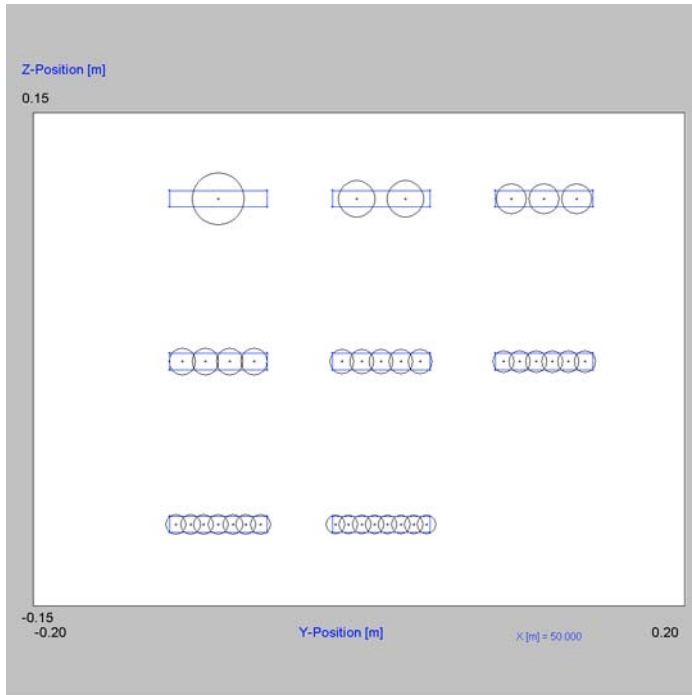 Z-Position [m]
0.15
-0.15
-0.20
Y-Position [m]
X [m] = 50.000
0.20